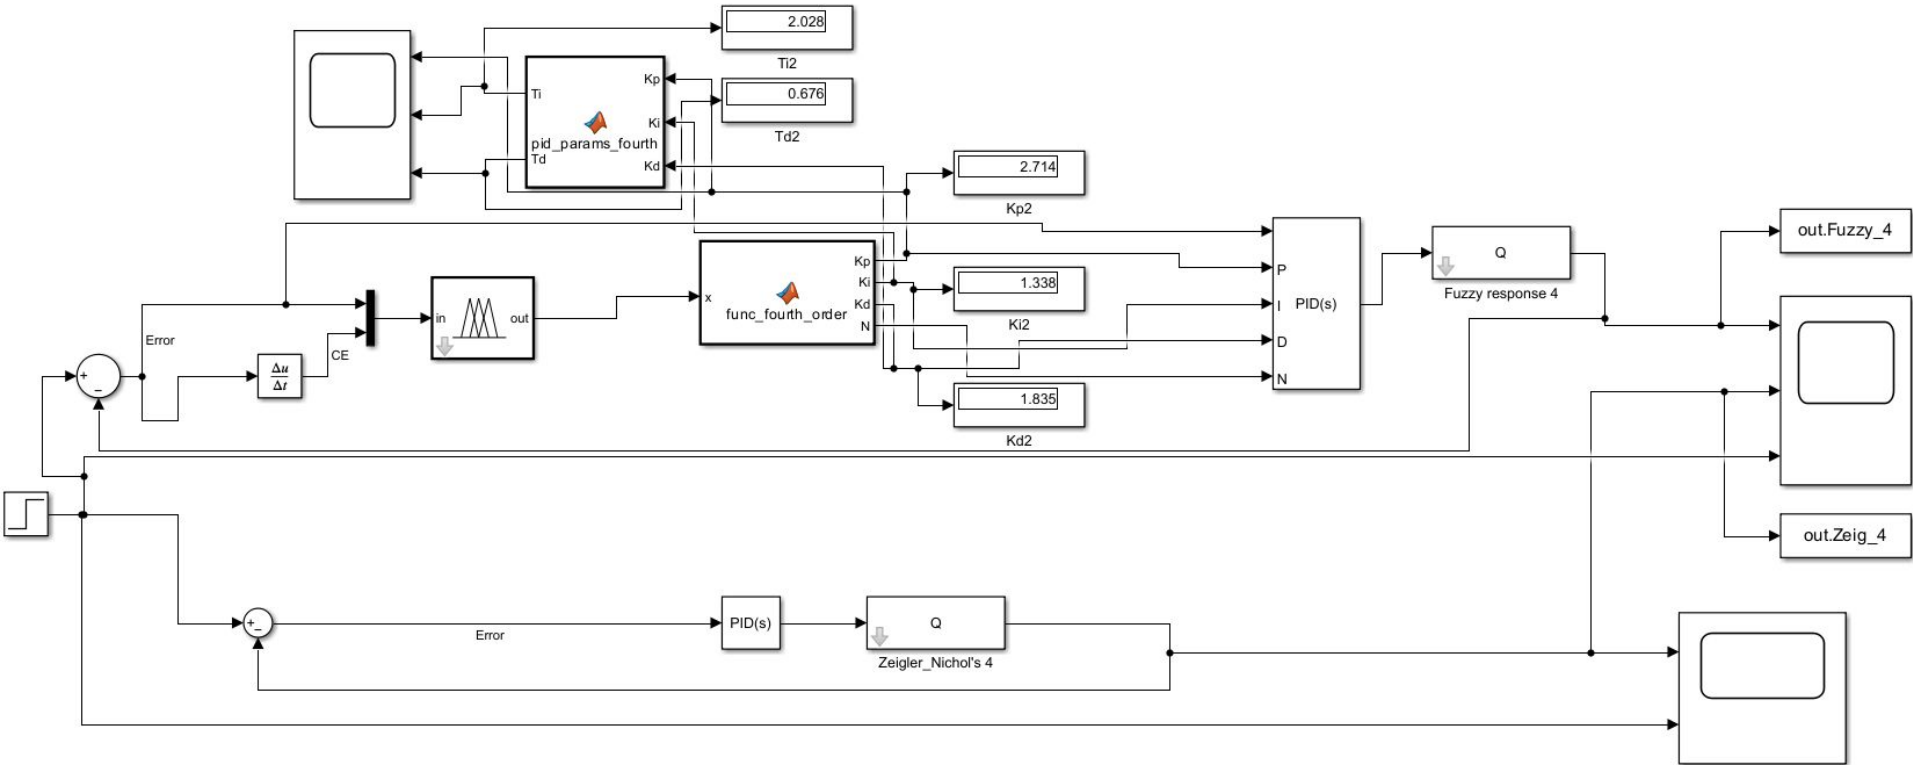 2.028
Ti2
0.676
Td2
Ti
Kp
Ki
pid_params_fourth
Td
Kd
2.714
Kp2
out.Fuzzy_4
Q
Fuzzy response 4
P
I
PID(s)
D
N
Kp
Ki
Kd
N
x
func_fourth_order
1.338
Ki2
1.835
Kd2
in
out
Error
CE
+
−
Δu
Δt
out.Zeig_4
+
−
Error
PID(s)
Q
Zeigler_Nichol's 4